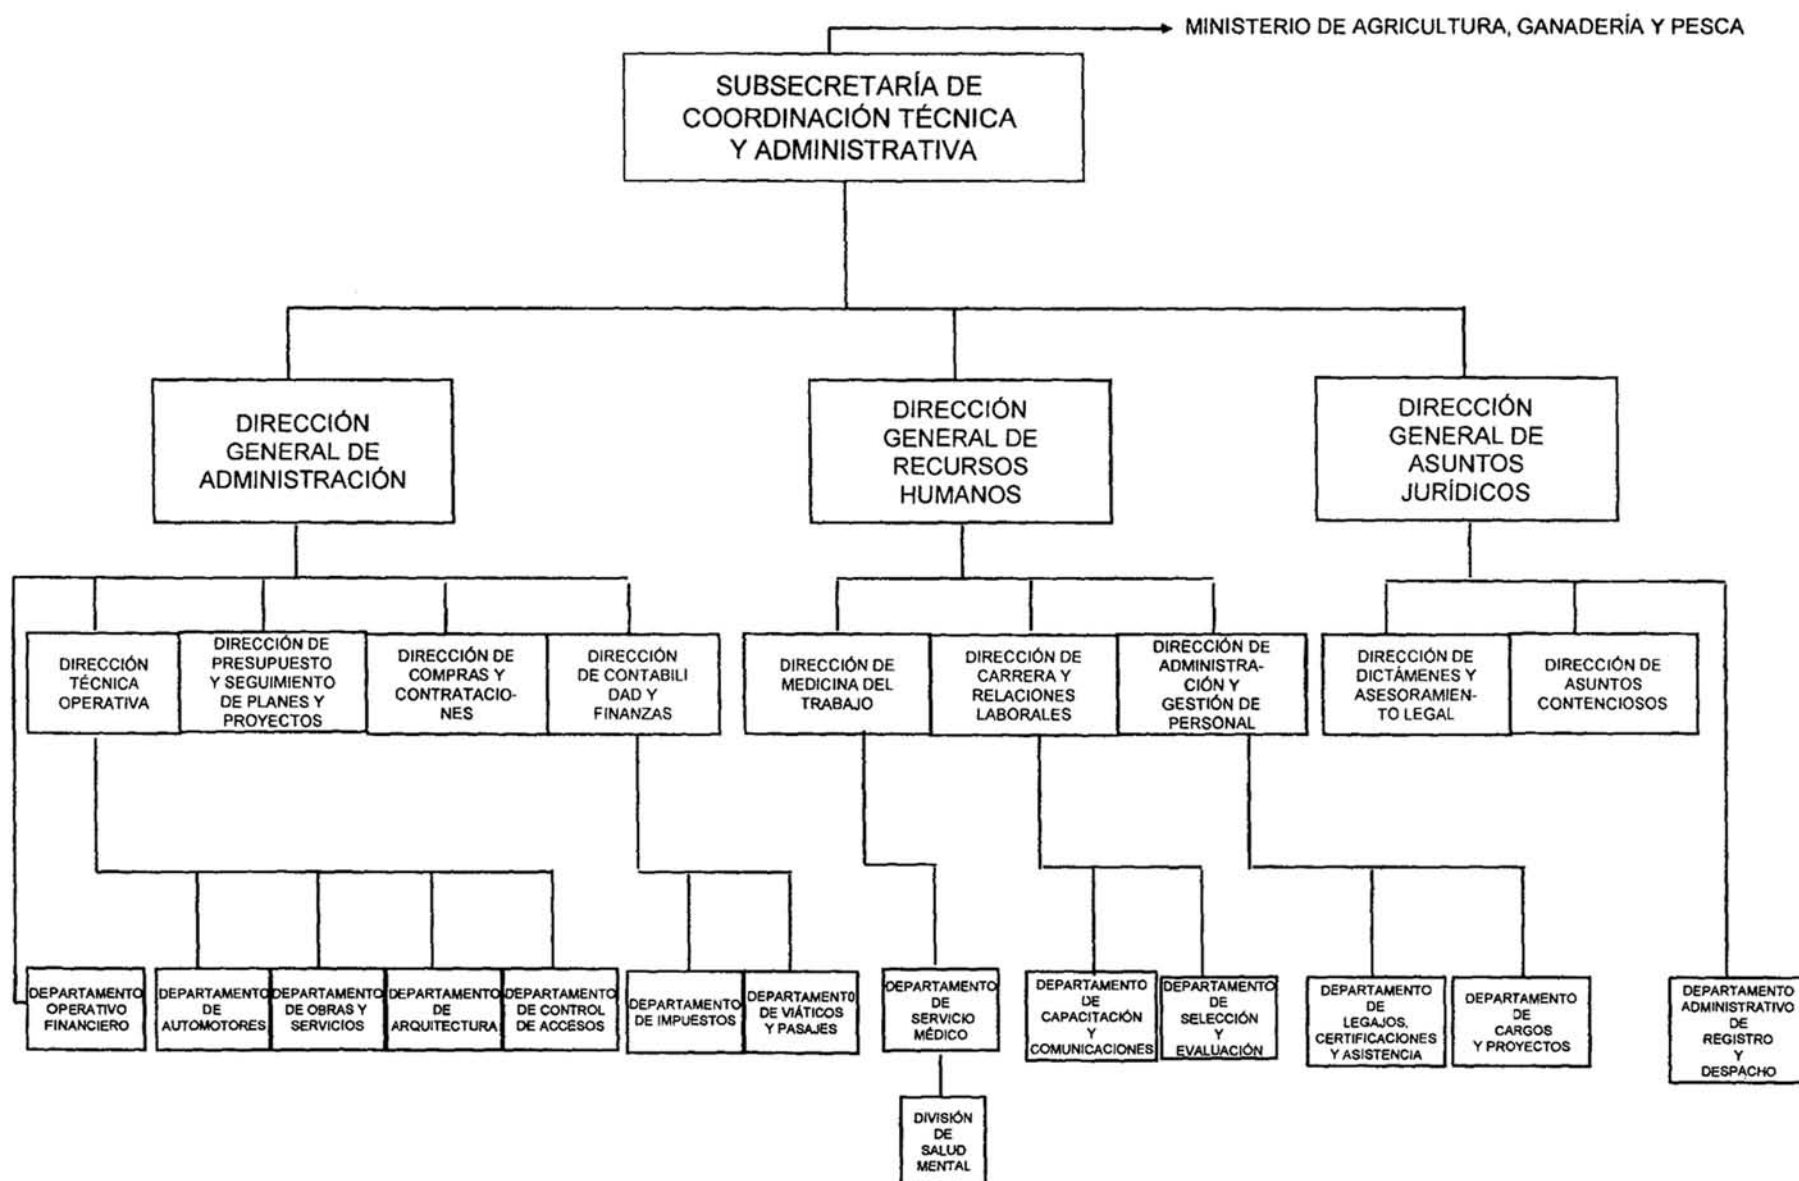 MINISTERIO DE AGRICULTURA, GANADERÍA Y PESCA
SUBSECRETARÍA DE
COORDINACIÓN TÉCNICA
Y ADMINISTRATIVA
DIRECCIÓN
GENERAL DE
ADMINISTRACIÓN
DIRECCIÓN
GENERAL DE
RECURSOS
HUMANOS
DIRECCIÓN
GENERAL DE
ASUNTOS
JURÍDICOS
DIRECCIÓN
TÉCNICA
OPERATIVA
DIRECCIÓN DE
PRESUPUESTO
Y SEGUIMIENTO
DE PLANES Y
PROYECTOS
DIRECCIÓN DE
COMPRAS Y
CONTRATACIO-
NES
DIRECCIÓN
DE CONTABILI
DAD Y
FINANZAS
DIRECCIÓN DE
MEDICINA DEL
TRABAJO
DIRECCIÓN DE
CARRERA Y
RELACIONES
LABORALES
DIRECCIÓN DE
ADMINISTRA-
CIÓN Y
GESTIÓN DE
PERSONAL
DIRECCIÓN DE
DICTÁMENES Y
ASESORAMIEN-
TO LEGAL
DIRECCIÓN DE
ASUNTOS
CONTENCIOSOS
DEPARTAMENTO
OPERATIVO
FINANCIERO
DEPARTAMENTO
DE
AUTOMOTORES
DEPARTAMENTO
DE OBRAS Y
SERVICIOS
DEPARTAMENTO
DE
ARQUITECTURA
DEPARTAMENTO
DE CONTROL
DE ACCESOS
DEPARTAMENTO
DE IMPUESTOS
DEPARTAMENTO
DE VIÁTICOS
Y PASAJES
DEPARTAMENTO
DE
SERVICIO
MÉDICO
DEPARTAMENTO
DE
CAPACITACIÓN
Y
COMUNICACIONES
DEPARTAMENTO
DE
SELECCIÓN
Y
EVALUACIÓN
DEPARTAMENTO
DE
LEGAJOS,
CERTIFICACIONES
Y ASISTENCIA
DEPARTAMENTO
DE
CARGOS
Y PROYECTOS
DEPARTAMENTO
ADMINISTRATIVO
DE
REGISTRO
Y
DESPACHO
DIVISIÓN
DE
SALUD
MENTAL